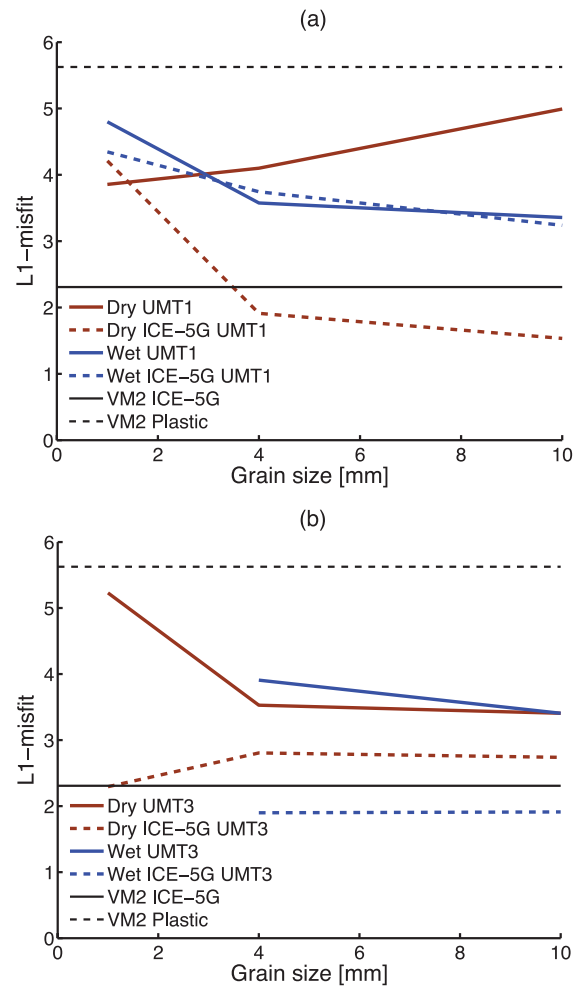 (a)
6
5
4
3
2
1
0
L1−misfit
Dry UMT1
Dry ICE−5G UMT1
Wet UMT1
Wet ICE−5G UMT1
VM2 ICE−5G
VM2 Plastic
0 2 4 6 8 10
Grain size [mm]
(b)
6
5
4
3
2
1
0
L1−misfit
Dry UMT3
Dry ICE−5G UMT3
Wet UMT3
Wet ICE−5G UMT3
VM2 ICE−5G
VM2 Plastic
0 2 4 6 8 10
Grain size [mm]